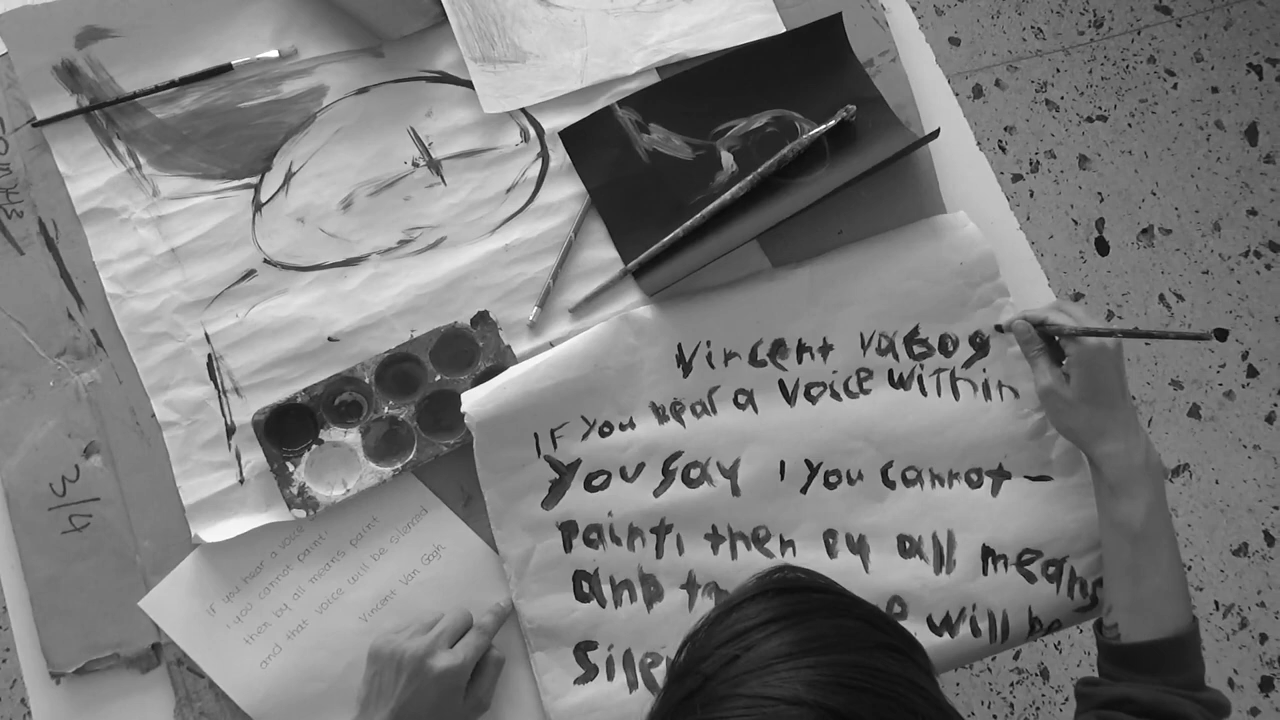 Vincent vaGog
IF You hear a voice within
you say 1 you cannot-
paint, then by all means
and
will be
Sile
IF you hear a voice
'you cannot paint'
then by all means paint
and that voice will be silenced
Vincent Van Gogh
3/4